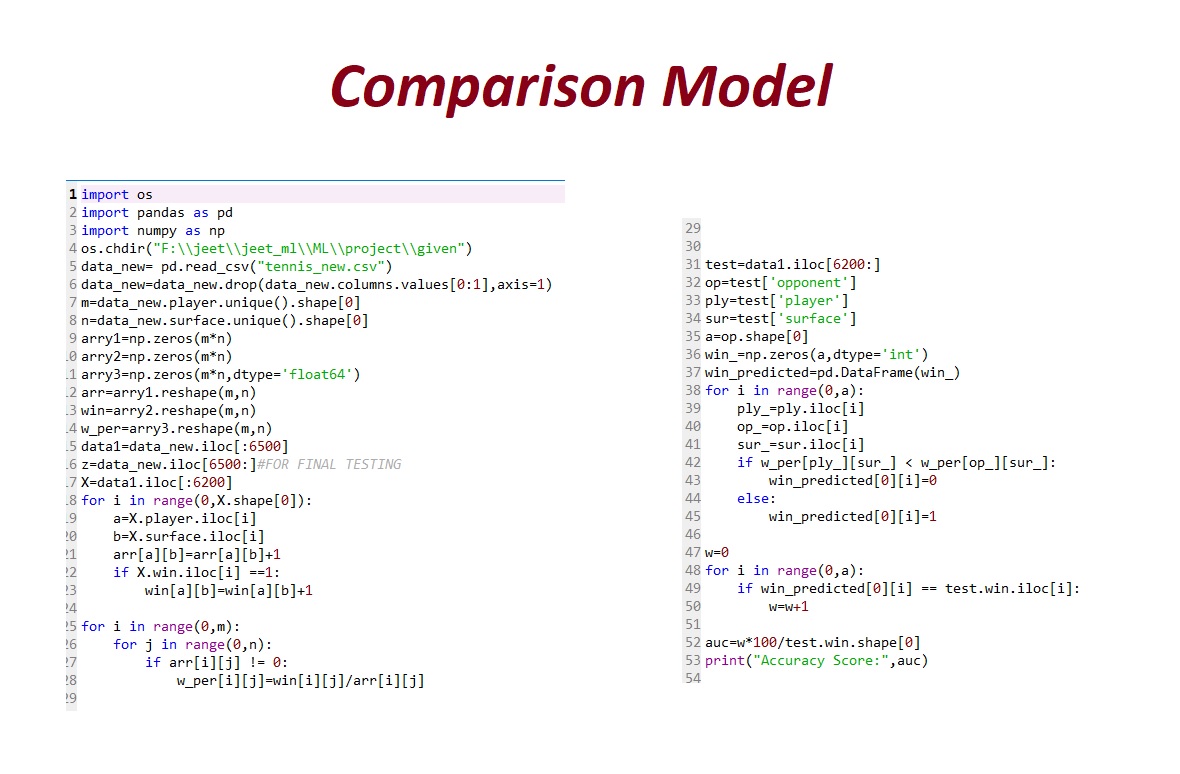 Comparison Model
1 import os
2 import pandas as pd
3 import numpy as np
4 os.chdir("F:\\jeet\\jeet_ml\\ML\\project\\given")
5 data_new= pd.read_csv("tennis_new.csv")
6 data_new=data_new.drop(data_new.columns.values[0:1],axis=1)
7 m=data_new.player.unique().shape[0]
8 n=data_new.surface.unique().shape[0]
9 arry1=np.zeros(m*n)
.0 arry2=np.zeros(m*n)
.1 arry3=np.zeros(m*n,dtype='float64')
.2 arr=arry1.reshape(m,n)
.3 win=arry2.reshape(m,n)
.4 w_per=arry3.reshape(m,n)
.5 data1=data_new.iloc[:6500]
.6 z=data_new.iloc[6500:]#FOR FINAL TESTING
.7 X=data1.iloc[:6200]
.8 for i in range(0,X.shape[0]):
.9     a=X.player.iloc[i]
20     b=X.surface.iloc[i]
21     arr[a][b]=arr[a][b]+1
22     if X.win.iloc[i] ==1:
23         win[a][b]=win[a][b]+1
24
25 for i in range(0,m):
26     for j in range(0,n):
27         if arr[i][j] != 0:
28             w_per[i][j]=win[i][j]/arr[i][j]
29
29
30
31 test=data1.iloc[6200:]
32 op=test['opponent']
33 ply=test['player']
34 sur=test['surface']
35 a=op.shape[0]
36 win_=np.zeros(a,dtype='int')
37 win_predicted=pd.DataFrame(win_)
38 for i in range(0,a):
39     ply_=ply.iloc[i]
40     op_=op.iloc[i]
41     sur_=sur.iloc[i]
42     if w_per[ply_][sur_] < w_per[op_][sur_]:
43         win_predicted[0][i]=0
44     else:
45         win_predicted[0][i]=1
46
47 w=0
48 for i in range(0,a):
49     if win_predicted[0][i] == test.win.iloc[i]:
50         w=w+1
51
52 auc=w*100/test.win.shape[0]
53 print("Accuracy Score:",auc)
54